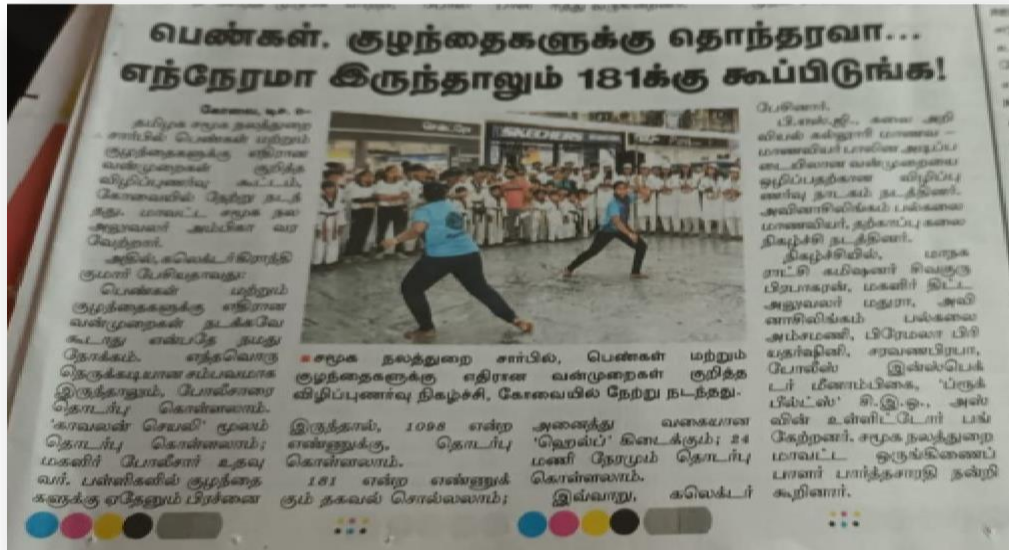 பெண்கள், குழந்தைகளுக்கு தொந்தரவா...
எந்நேரமா இருந்தாலும் 181க்கு கூப்பிடுங்க!
கோவை, டிச. 9–
தமிழக சமூக நலத்துறை
சார்பில் பெண்கள் மற்றும்
குழந்தைகளுக்கு எதிரான
வன்முறைகள் குறித்த
விழிப்புணர்வு கூட்டம்,
கோவையில் நேற்று நடந்
தது. மாவட்ட சமூக நல
அலுவலர் அம்பிகா வர
வேற்றார்.
அதில், கலெக்டர் கிராந்தி
குமார் பேசியதாவது:
பெண்கள் மற்றும்
குழந்தைகளுக்கு எதிரான
வன்முறைகள் நடக்கவே
கூடாது என்பதே நமது
நோக்கம். எந்தவொரு
நெருக்கடியான சம்பவமாக
இருந்தாலும், போலீசாரை
தொடர்பு கொள்ளலாம்.
'காவலன் செயலி' மூலம்
தொடர்பு கொள்ளலாம்;
மகளிர் போலீசார் உதவு
வர். பள்ளிகளில் குழந்தை
களுக்கு ஏதேனும் பிரச்னை
SKECHERS
சமூக நலத்துறை சார்பில், பெண்கள் மற்றும்
குழந்தைகளுக்கு எதிரான வன்முறைகள் குறித்த
விழிப்புணர்வு நிகழ்ச்சி, கோவையில் நேற்று நடந்தது.
இருந்தால், 1098 என்ற
எண்ணுக்கு, தொடர்பு
கொள்ளலாம்.
181 என்ற எண்ணுக்
கும் தகவல் சொல்லலாம்;
அனைத்து வகையான
'ஹெல்ப்' கிடைக்கும்; 24
மணி நேரமும் தொடர்பு
கொள்ளலாம்.
இவ்வாறு, கலெக்டர்
பேசினார்.
பி.எஸ்.ஜி., கலை அறி
வியல் கல்லூரி மாணவ –
மாணவியர் பாலின அடிப்ப
டையிலான வன்முறையை
ஒழிப்பதற்கான விழிப்பு
ணர்வு நாடகம் நடத்தினர்.
அவினாசிலிங்கம் பல்கலை
மாணவியர், தற்காப்பு கலை
நிகழ்ச்சி நடத்தினர்.
நிகழ்ச்சியில், மாநக
ராட்சி கமிஷனர் சிவகுரு
பிரபாகரன், மகளிர் திட்ட
அலுவலர் மதுரா, அவி
னாசிலிங்கம் பல்கலை
அம்சமணி, பிரேமலா பிரி
யதர்ஷினி, சரவணபிரபா,
போலீஸ் இன்ஸ்பெக்
டர் மீனாம்பிகை, 'ப்ரூக்
பீல்ட்ஸ்' சி.இ.ஓ., அஸ்
வின் உள்ளிட்டோர் பங்
கேற்றனர். சமூக நலத்துறை
மாவட்ட ஒருங்கிணைப்
பாளர் பார்த்தசாரதி நன்றி
கூறினார்.